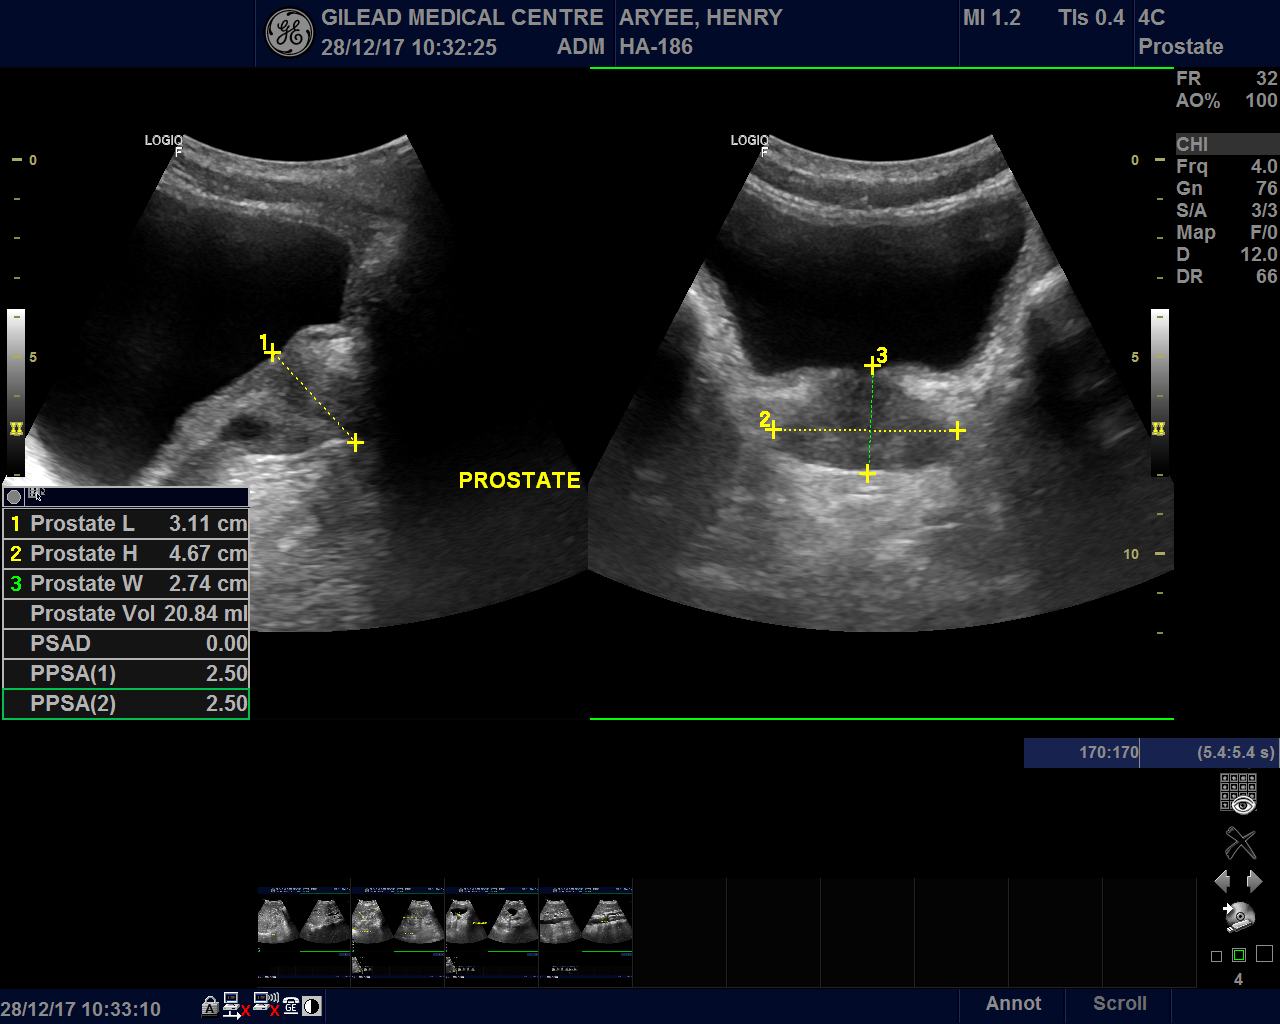 GILEAD MEDICAL CENTRE
28/12/17 10:32:25 ADM
ARYEE, HENRY
HA-186
MI 1.2 TIs 0.4
4C
Prostate
FR 32
AO% 100
CHI
Frq 4.0
Gn 76
S/A 3/3
Map F/0
D 12.0
DR 66
LOGIQ
F
LOGIQ
F
0
5
0
5
10
1
2
3
PROSTATE
1 Prostate L 3.11 cm
2 Prostate H 4.67 cm
3 Prostate W 2.74 cm
Prostate Vol 20.84 ml
PSAD 0.00
PPSA(1) 2.50
PPSA(2) 2.50
170:170 (5.4:5.4 s)
4
28/12/17 10:33:10
Annot
Scroll